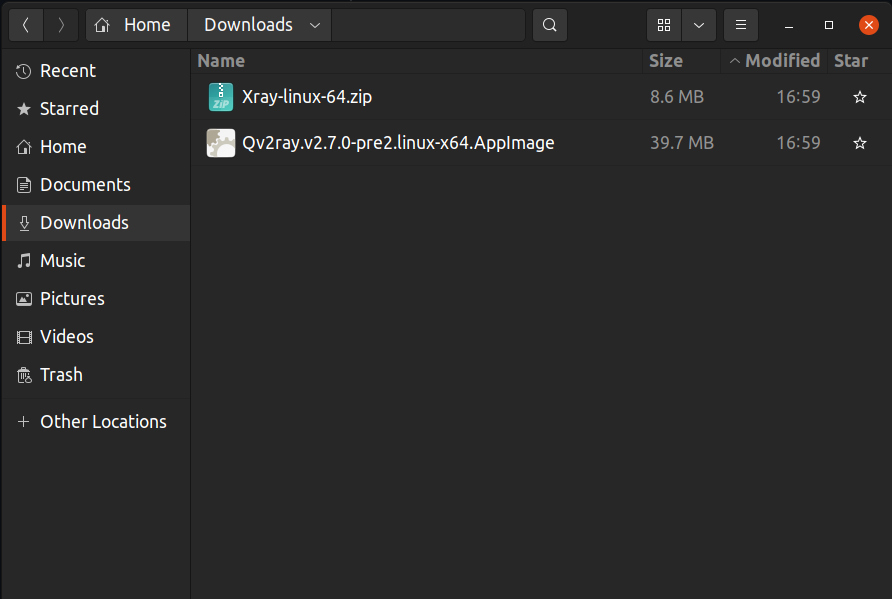 Home Downloads
Name Size Modified Star
Recent
Starred
Home
Documents
Downloads
Music
Pictures
Videos
Trash
Other Locations
ZIP Xray-linux-64.zip 8.6 MB 16:59
Qv2ray.v2.7.0-pre2.linux-x64.AppImage 39.7 MB 16:59